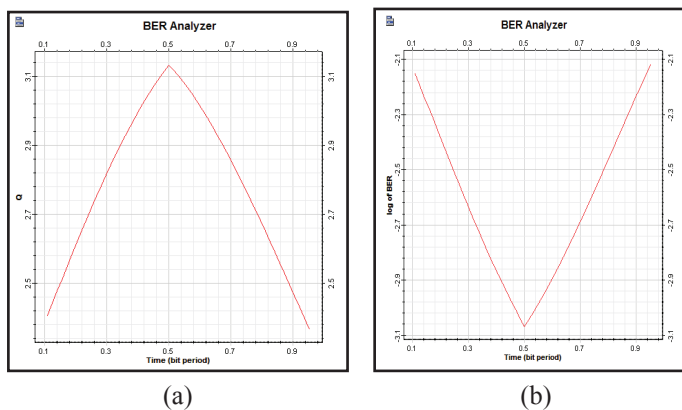 BER Analyzer
0.1 0.3 0.5 0.7 0.9
3.1 3.1
2.9 2.9
Q
2.7 2.7
2.5 2.5
0.1 0.3 0.5 0.7 0.9
Time (bit period)
(a)
BER Analyzer
0.1 0.3 0.5 0.7 0.9
-2.1 -2.1
-2.3 -2.3
-2.5 -2.5
log of BER
-2.7 -2.7
-2.9 -2.9
-3.1 -3.1
0.1 0.3 0.5 0.7 0.9
Time (bit period)
(b)